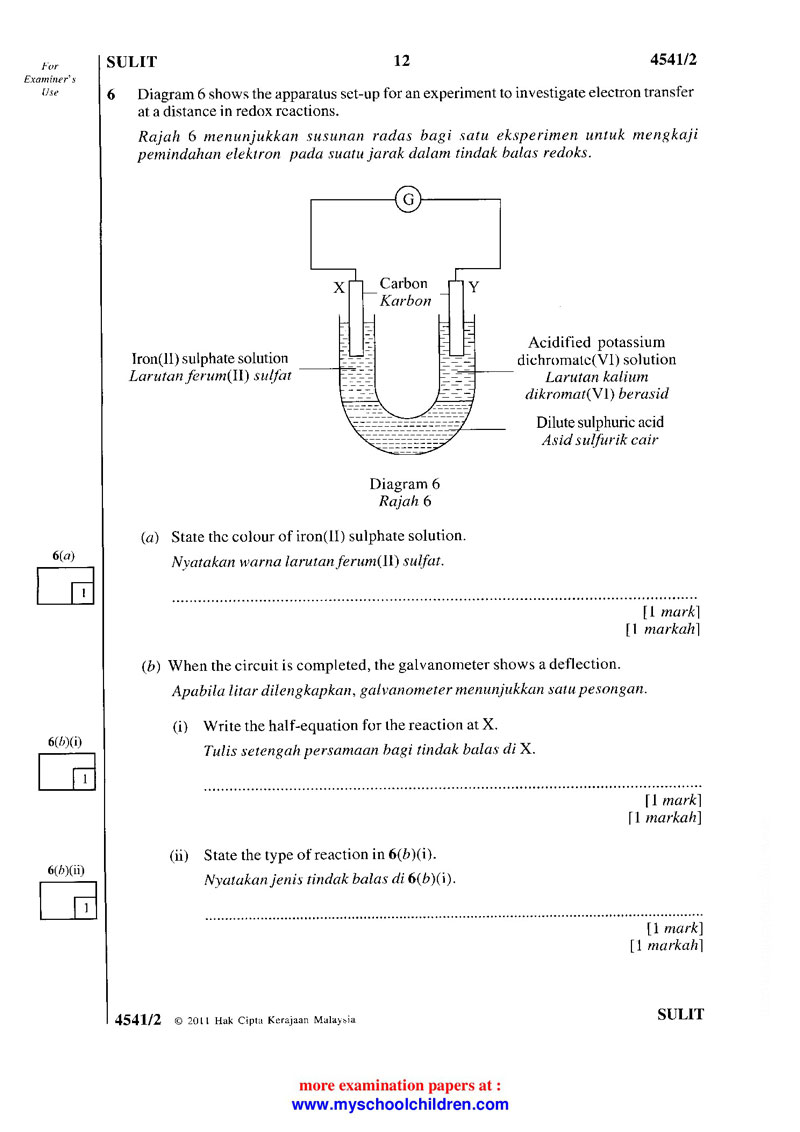 For
Examiner's
Use
SULIT 12 4541/2
6 Diagram 6 shows the apparatus set-up for an experiment to investigate electron transfer
at a distance in redox reactions.
Rajah 6 menunjukkan susunan radas bagi satu eksperimen untuk mengkaji
pemindahan elektron pada suatu jarak dalam tindak balas redoks.
G
X Carbon Y
Karbon
Iron(II) sulphate solution
Larutan ferum(II) sulfat
Acidified potassium
dichromate(VI) solution
Larutan kalium
dikromat(VI) berasid
Dilute sulphuric acid
Asid sulfurik cair
Diagram 6
Rajah 6
(a) State the colour of iron(II) sulphate solution.
Nyatakan warna larutan ferum(II) sulfat.
6(a)
1
[1 mark]
[1 markah]
(b) When the circuit is completed, the galvanometer shows a deflection.
Apabila litar dilengkapkan, galvanometer menunjukkan satu pesongan.
(i) Write the half-equation for the reaction at X.
Tulis setengah persamaan bagi tindak balas di X.
6(b)(i)
1
[1 mark]
[1 markah]
(ii) State the type of reaction in 6(b)(i).
Nyatakan jenis tindak balas di 6(b)(i).
6(b)(ii)
1
[1 mark]
[1 markah]
4541/2 © 2011 Hak Cipta Kerajaan Malaysia SULIT
more examination papers at :
www.myschoolchildren.com